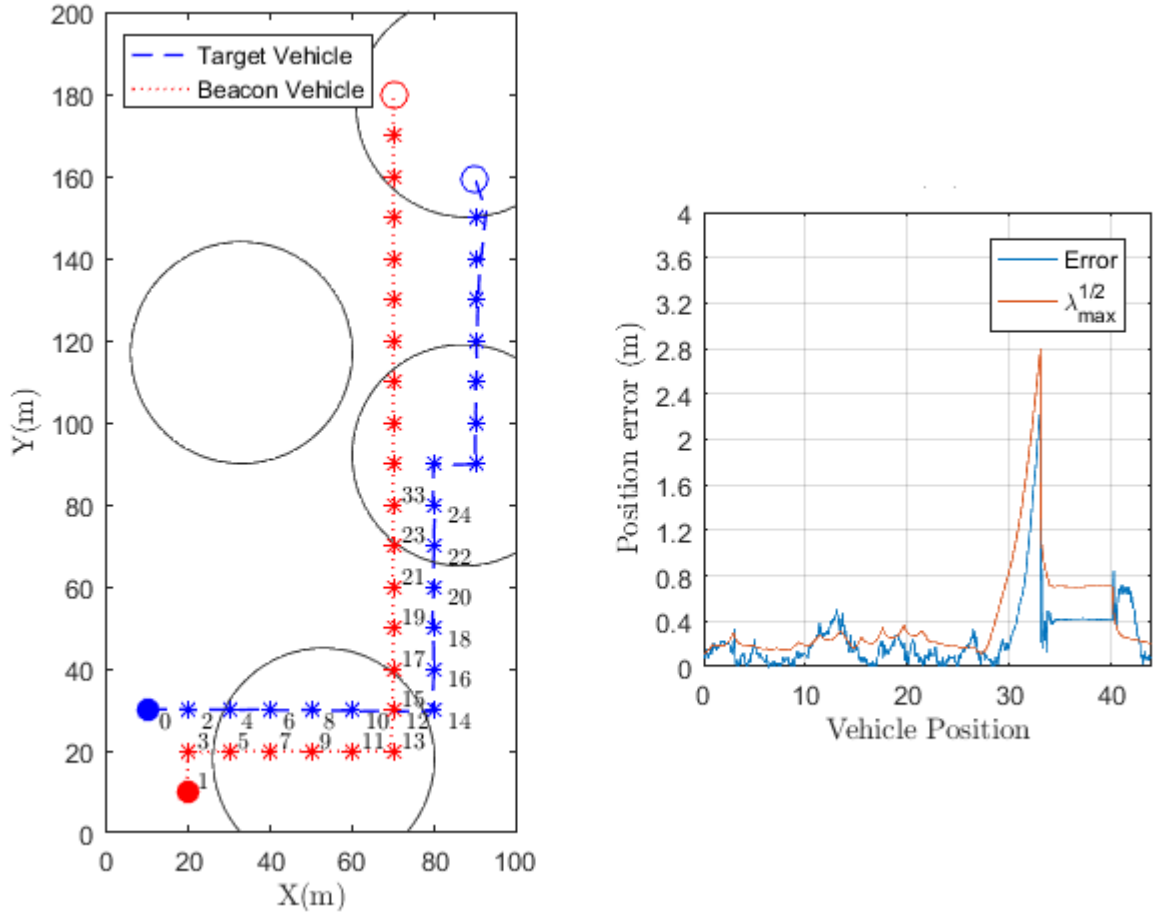 200
180
160
140
120
100
80
60
40
20
0
Y(m)
Target Vehicle
Beacon Vehicle
33
24
23
22
21
20
19
18
17
16
15
0 2 4 6 8 10 12 14
3 5 7 9 11 13
1
0 20 40 60 80 100
X(m)
4
3.6
3.2
2.8
2.4
2
1.6
1.2
0.8
0.4
0
Position error (m)
Error
λmax1/2
0 10 20 30 40
Vehicle Position